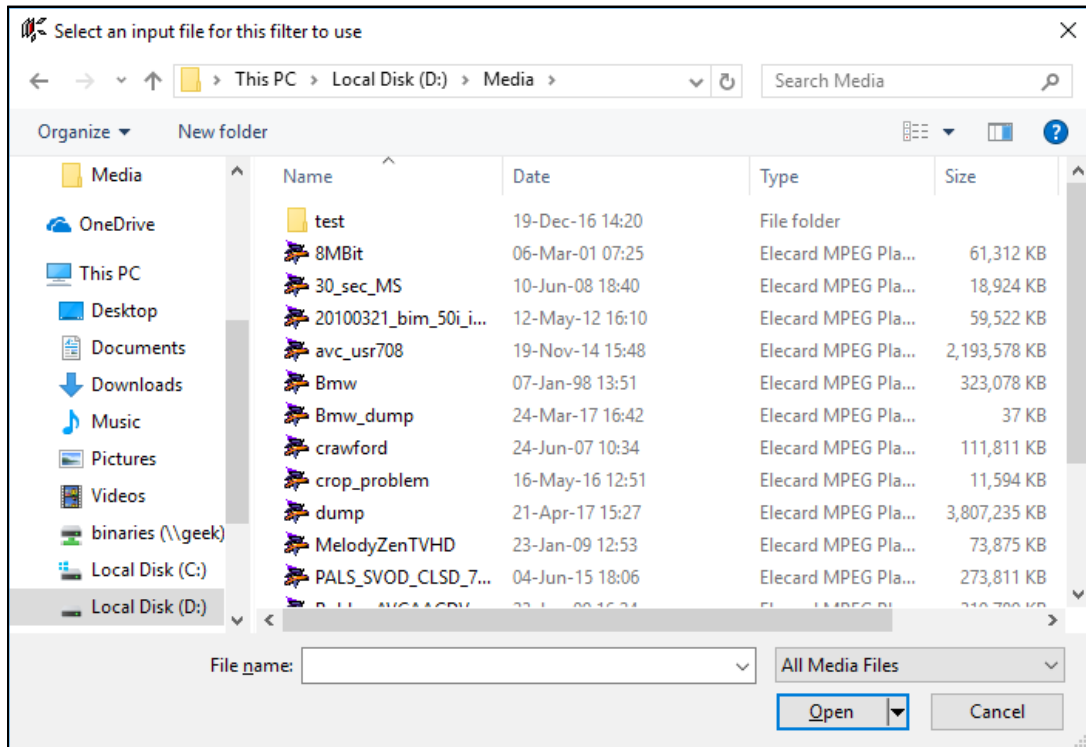 Select an input file for this filter to use
This PC > Local Disk (D:) > Media >
Search Media
Organize
New folder
Media
OneDrive
This PC
Desktop
Documents
Downloads
Music
Pictures
Videos
binaries (\\geek)
Local Disk (C:)
Local Disk (D:)
Name Date Type Size
test 19-Dec-16 14:20 File folder
8MBit 06-Mar-01 07:25 Elecard MPEG Pla... 61,312 KB
30_sec_MS 10-Jun-08 18:40 Elecard MPEG Pla... 18,924 KB
20100321_bim_50i_i... 12-May-12 16:10 Elecard MPEG Pla... 59,522 KB
avc_usr708 19-Nov-14 15:48 Elecard MPEG Pla... 2,193,578 KB
Bmw 07-Jan-98 13:51 Elecard MPEG Pla... 323,078 KB
Bmw_dump 24-Mar-17 16:42 Elecard MPEG Pla... 37 KB
crawford 24-Jun-07 10:34 Elecard MPEG Pla... 111,811 KB
crop_problem 16-May-16 12:51 Elecard MPEG Pla... 11,594 KB
dump 21-Apr-17 15:27 Elecard MPEG Pla... 3,807,235 KB
MelodyZenTVHD 23-Jan-09 12:53 Elecard MPEG Pla... 73,875 KB
PALS_SVOD_CLSD_7... 04-Jun-15 18:06 Elecard MPEG Pla... 273,811 KB
File name:
All Media Files
Open
Cancel